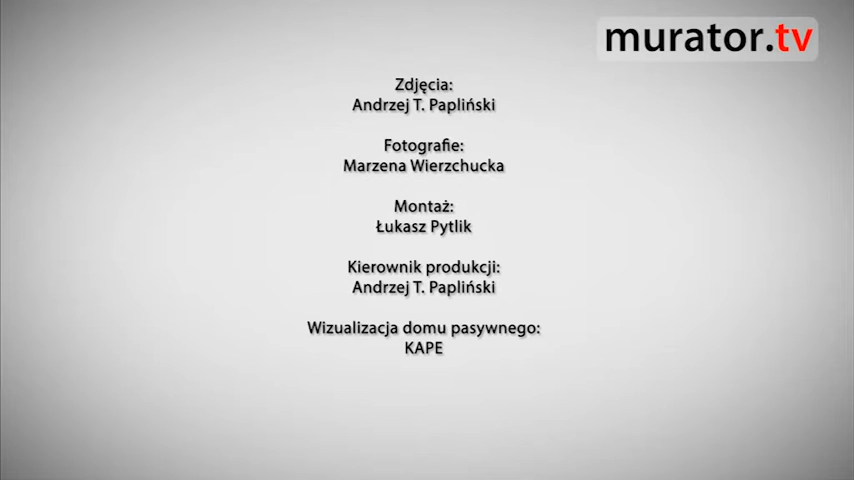 murator.tv
Zdjęcia:
Andrzej T. Papliński
Fotografie:
Marzena Wierzchucka
Montaż:
Łukasz Pytlik
Kierownik produkcji:
Andrzej T. Papliński
Wizualizacja domu pasywnego:
KAPE